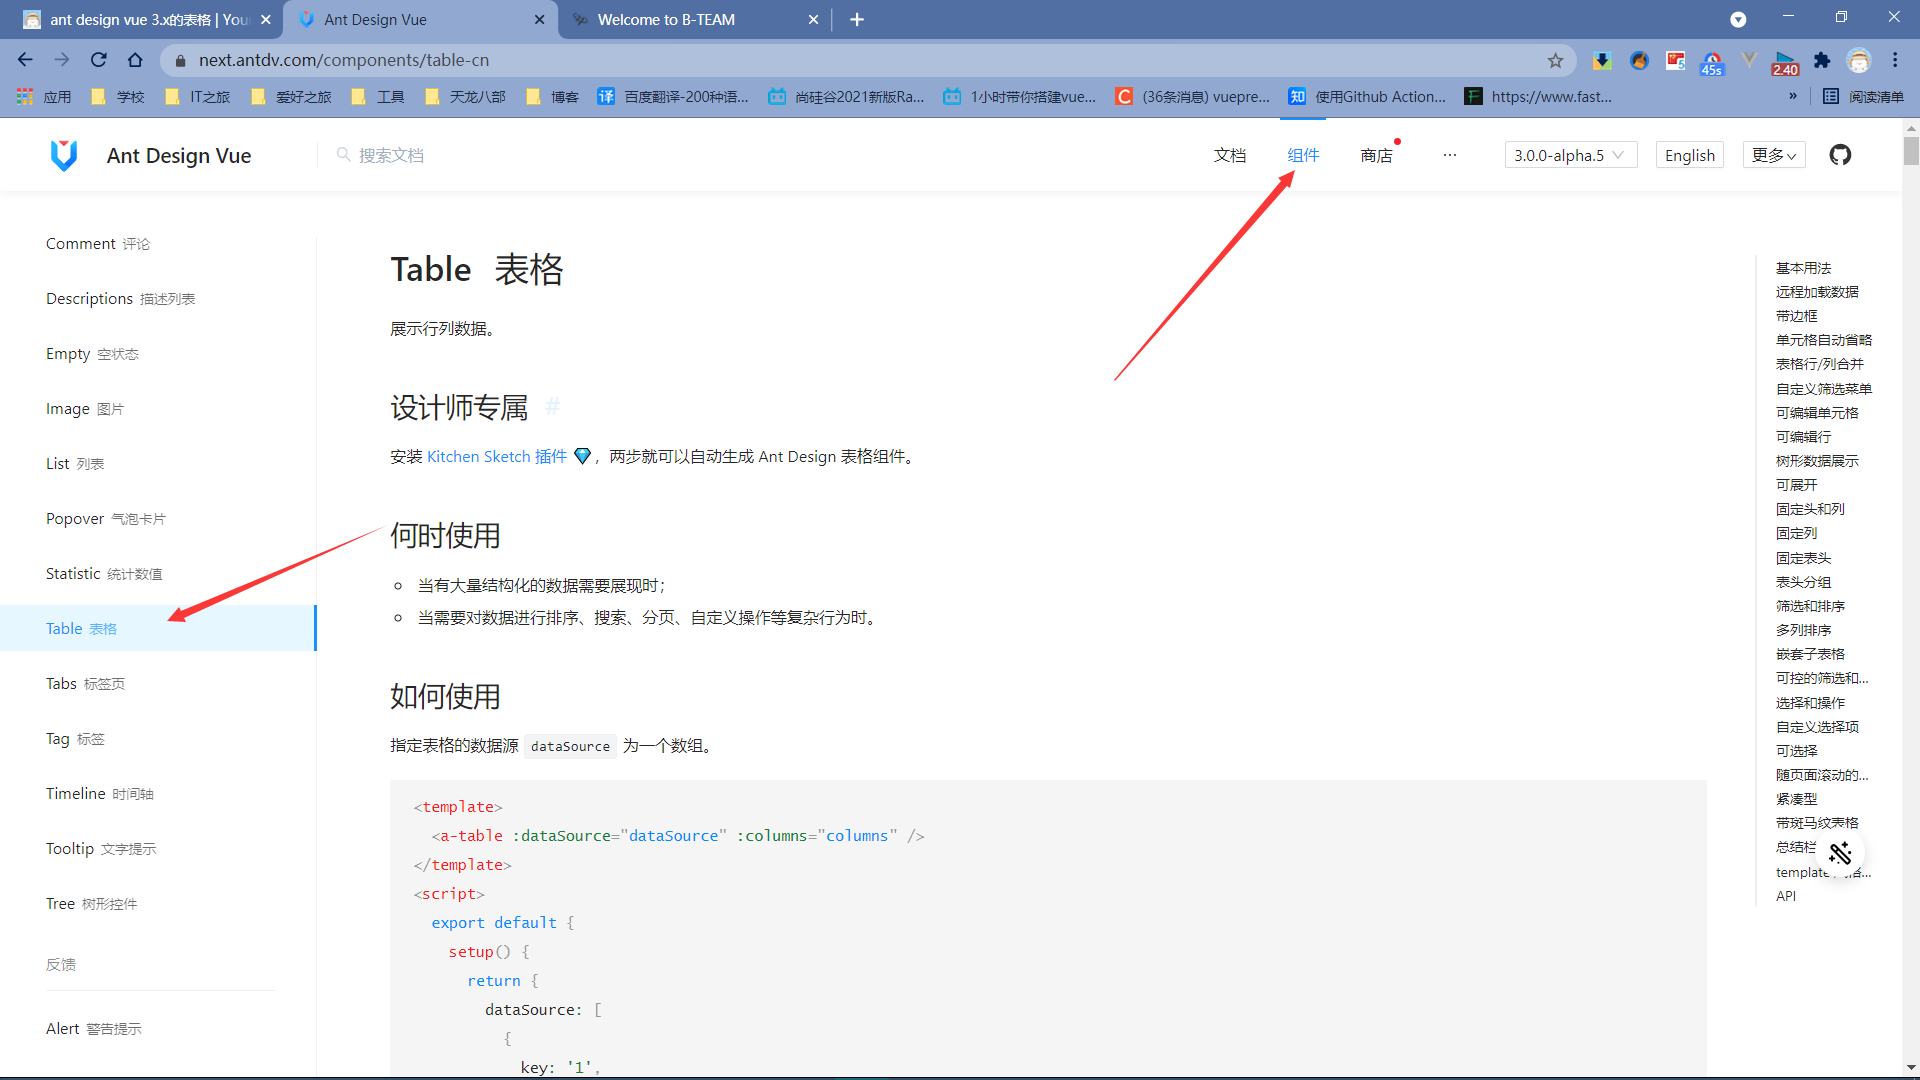 ant design vue 3.x的表格 | You
Ant Design Vue
Welcome to B-TEAM
next.antdv.com/components/table-cn
45s
2.40
应用
学校
IT之旅
爱好之旅
工具
天龙八部
博客
译 百度翻译-200种语...
尚硅谷2021新版Ra...
1小时带你搭建vue...
C (36条消息) vuepre...
知 使用Github Action...
F https://www.fast...
»
阅读清单
Ant Design Vue
搜索文档
文档
组件
商店
···
3.0.0-alpha.5
English
更多
Comment 评论
Descriptions 描述列表
Empty 空状态
Image 图片
List 列表
Popover 气泡卡片
Statistic 统计数值
Table 表格
Tabs 标签页
Tag 标签
Timeline 时间轴
Tooltip 文字提示
Tree 树形控件
反馈
Alert 警告提示
Table 表格
展示行列数据。
设计师专属 #
安装 Kitchen Sketch 插件 💎，两步就可以自动生成 Ant Design 表格组件。
何时使用
当有大量结构化的数据需要展现时；
当需要对数据进行排序、搜索、分页、自定义操作等复杂行为时。
如何使用
指定表格的数据源 dataSource 为一个数组。
<template>
<a-table :dataSource="dataSource" :columns="columns" />
</template>
<script>
export default {
setup() {
return {
dataSource: [
{
key: '1',
基本用法
远程加载数据
带边框
单元格自动省略
表格行/列合并
自定义筛选菜单
可编辑单元格
可编辑行
树形数据展示
可展开
固定头和列
固定列
固定表头
表头分组
筛选和排序
多列排序
嵌套子表格
可控的筛选和...
选择和操作
自定义选择项
可选择
随页面滚动的...
紧凑型
带斑马纹表格
总结栏
template
API